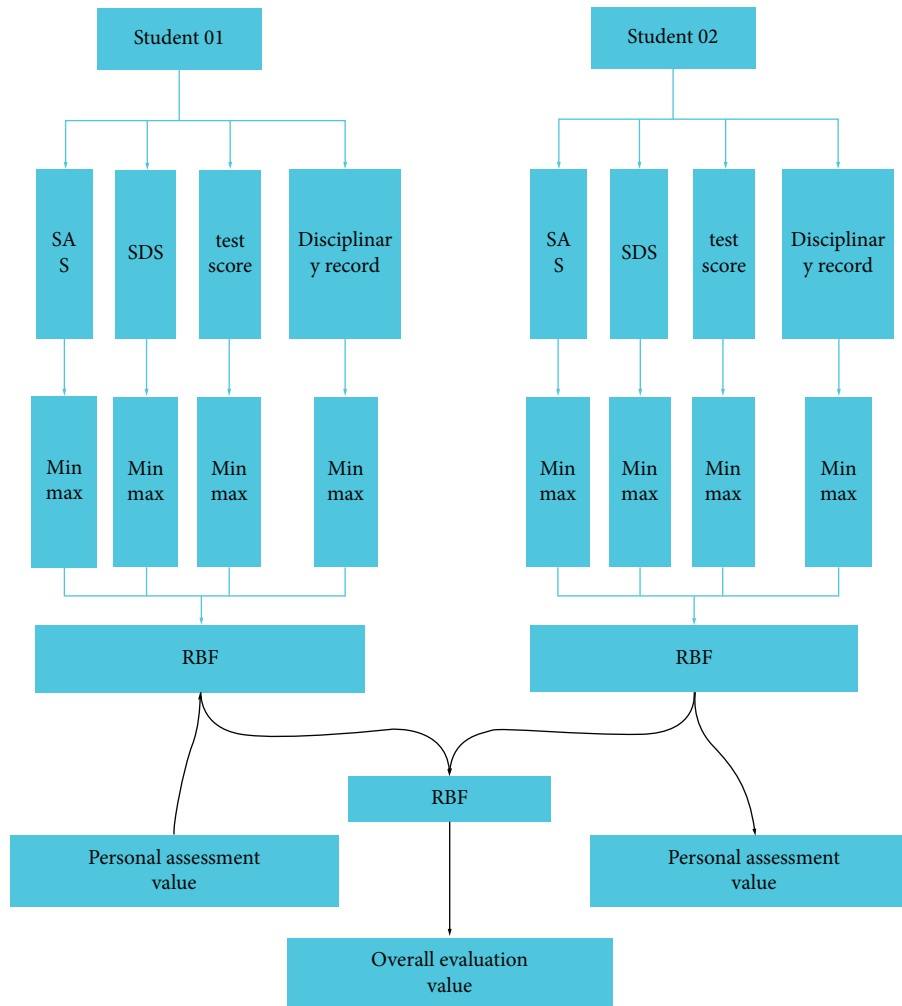 Student 01
Student 02
SA
S
SDS
test
score
Disciplinar
y record
SA
S
SDS
test
score
Disciplinar
y record
Min
max
Min
max
Min
max
Min
max
Min
max
Min
max
Min
max
Min
max
RBF
RBF
RBF
Personal assessment
value
Personal assessment
value
Overall evaluation
value